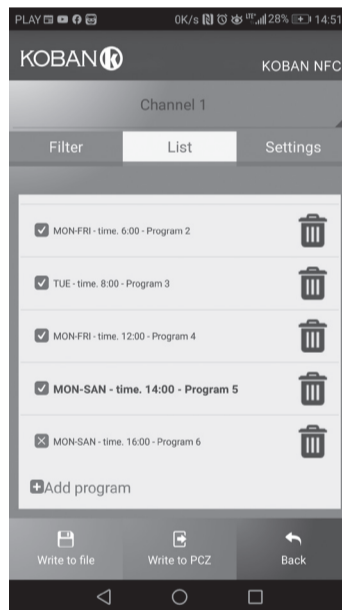 PLAY 0K/s LTE 28% 14:51
KOBAN K KOBAN NFC
Channel 1
Filter List Settings
MON-FRI - time. 6:00 - Program 2
TUE - time. 8:00 - Program 3
MON-FRI - time. 12:00 - Program 4
MON-SAN - time. 14:00 - Program 5
MON-SAN - time. 16:00 - Program 6
Add program
Write to file Write to PCZ Back